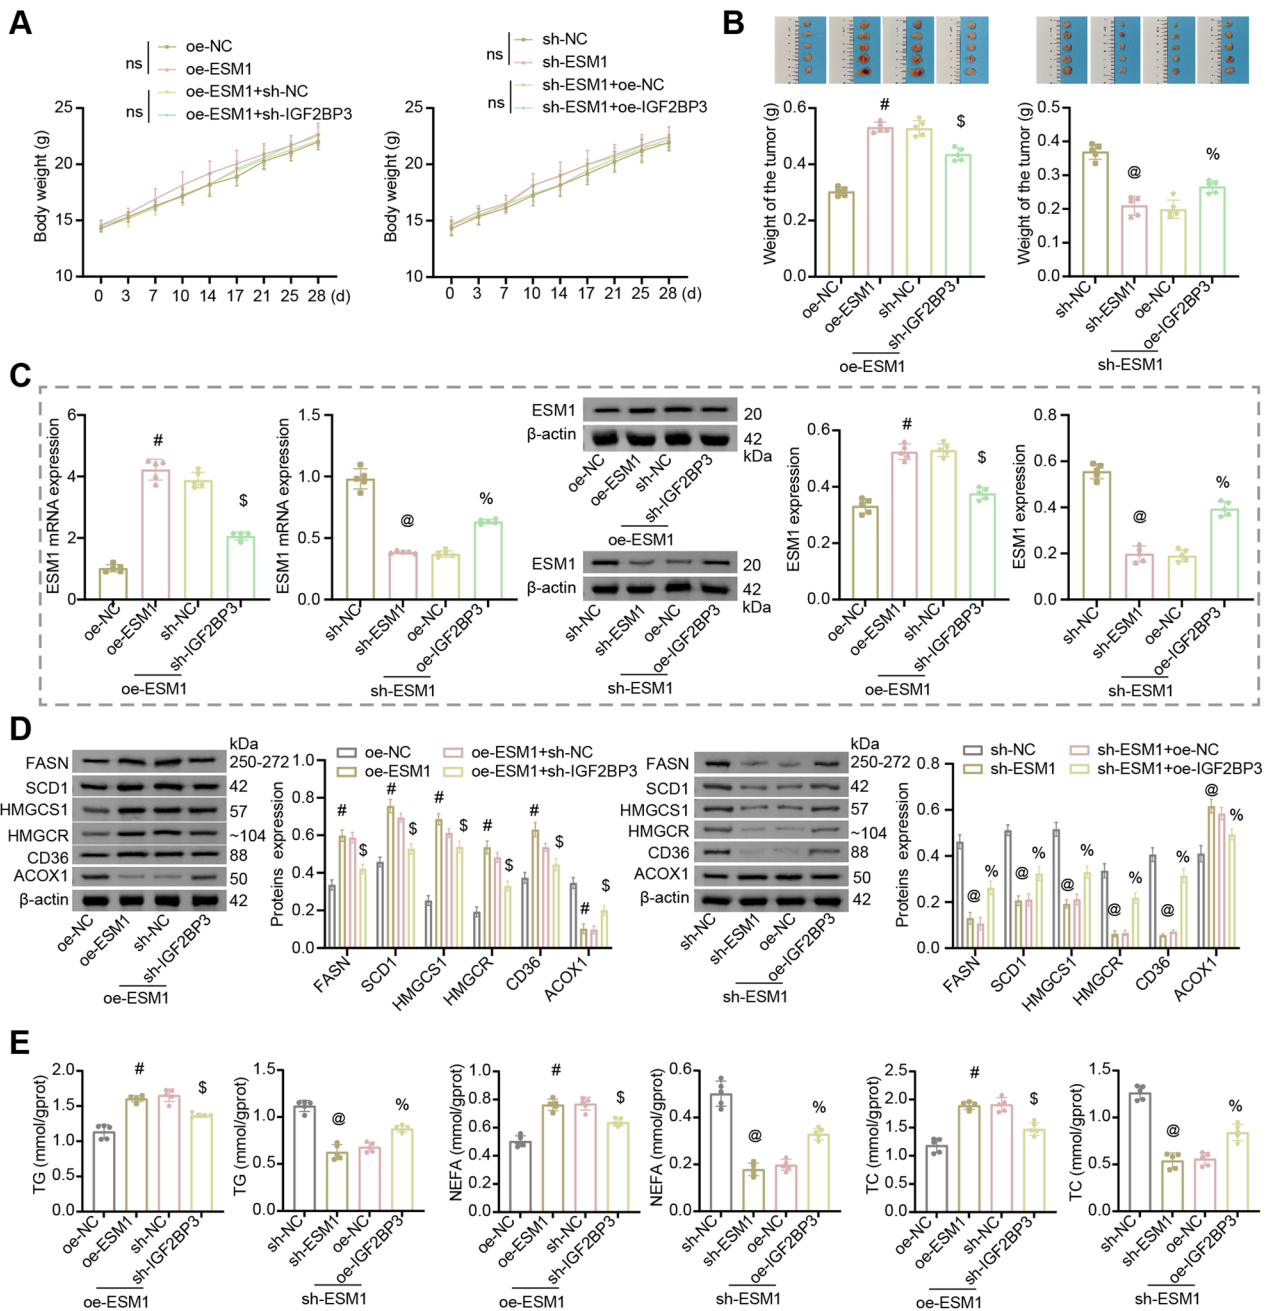 A
ns
oe-NC
oe-ESM1
ns
oe-ESM1+sh-NC
oe-ESM1+sh-IGF2BP3
Body weight (g)
25
20
15
10
0 3 7 10 14 17 21 25 28 (d)
ns
sh-NC
sh-ESM1
ns
sh-ESM1+oe-NC
sh-ESM1+oe-IGF2BP3
Body weight (g)
25
20
15
10
0 3 7 10 14 17 21 25 28 (d)
B
Weight of the tumor (g)
0.6
0.4
0.2
0.0
#
$
oe-NC
oe-ESM1
sh-NC
sh-IGF2BP3
oe-ESM1
Weight of the tumor (g)
0.5
0.4
0.3
0.2
0.1
0.0
@
%
sh-NC
sh-ESM1
oe-NC
oe-IGF2BP3
sh-ESM1
C
ESM1 mRNA expression
6
4
2
0
#
$
oe-NC
oe-ESM1
sh-NC
sh-IGF2BP3
oe-ESM1
ESM1 mRNA expression
1.5
1.0
0.5
0.0
@
%
sh-NC
sh-ESM1
oe-NC
oe-IGF2BP3
sh-ESM1
ESM1 20
β-actin 42
kDa
oe-NC
oe-ESM1
sh-NC
sh-IGF2BP3
oe-ESM1
ESM1 20
β-actin 42
kDa
sh-NC
sh-ESM1
oe-NC
oe-IGF2BP3
sh-ESM1
ESM1 expression
0.6
0.4
0.2
0.0
#
$
oe-NC
oe-ESM1
sh-NC
sh-IGF2BP3
oe-ESM1
ESM1 expression
0.8
0.6
0.4
0.2
0.0
@
%
sh-NC
sh-ESM1
oe-NC
oe-IGF2BP3
sh-ESM1
D
kDa
FASN 250-272
SCD1 42
HMGCS1 57
HMGCR ~104
CD36 88
ACOX1 50
β-actin 42
oe-NC
oe-ESM1
sh-NC
sh-IGF2BP3
oe-ESM1
Proteins expression
1.0
0.8
0.6
0.4
0.2
0.0
oe-NC
oe-ESM1
oe-ESM1+sh-NC
oe-ESM1+sh-IGF2BP3
# $ # $ # $ # $ # $ # $
FASN
SCD1
HMGCS1
HMGCR
CD36
ACOX1
kDa
FASN 250-272
SCD1 42
HMGCS1 57
HMGCR ~104
CD36 88
ACOX1 50
β-actin 42
sh-NC
sh-ESM1
oe-NC
oe-IGF2BP3
sh-ESM1
Proteins expression
0.8
0.6
0.4
0.2
0.0
sh-NC
sh-ESM1
sh-ESM1+oe-NC
sh-ESM1+oe-IGF2BP3
@ % @ % @ % @ % @ % @ %
FASN
SCD1
HMGCS1
HMGCR
CD36
ACOX1
E
TG (mmol/gprot)
2.0
1.5
1.0
0.5
0.0
#
$
oe-NC
oe-ESM1
sh-NC
sh-IGF2BP3
oe-ESM1
TG (mmol/gprot)
1.5
1.0
0.5
0.0
@
%
sh-NC
sh-ESM1
oe-NC
oe-IGF2BP3
sh-ESM1
NEFA (mmol/gprot)
1.0
0.8
0.6
0.4
0.2
0.0
#
$
oe-NC
oe-ESM1
sh-NC
sh-IGF2BP3
oe-ESM1
NEFA (mmol/gprot)
0.6
0.4
0.2
0.0
@
%
sh-NC
sh-ESM1
oe-NC
oe-IGF2BP3
sh-ESM1
TC (mmol/gprot)
2.5
2.0
1.5
1.0
0.5
0.0
#
$
oe-NC
oe-ESM1
sh-NC
sh-IGF2BP3
oe-ESM1
TC (mmol/gprot)
1.5
1.0
0.5
0.0
@
%
sh-NC
sh-ESM1
oe-NC
oe-IGF2BP3
sh-ESM1